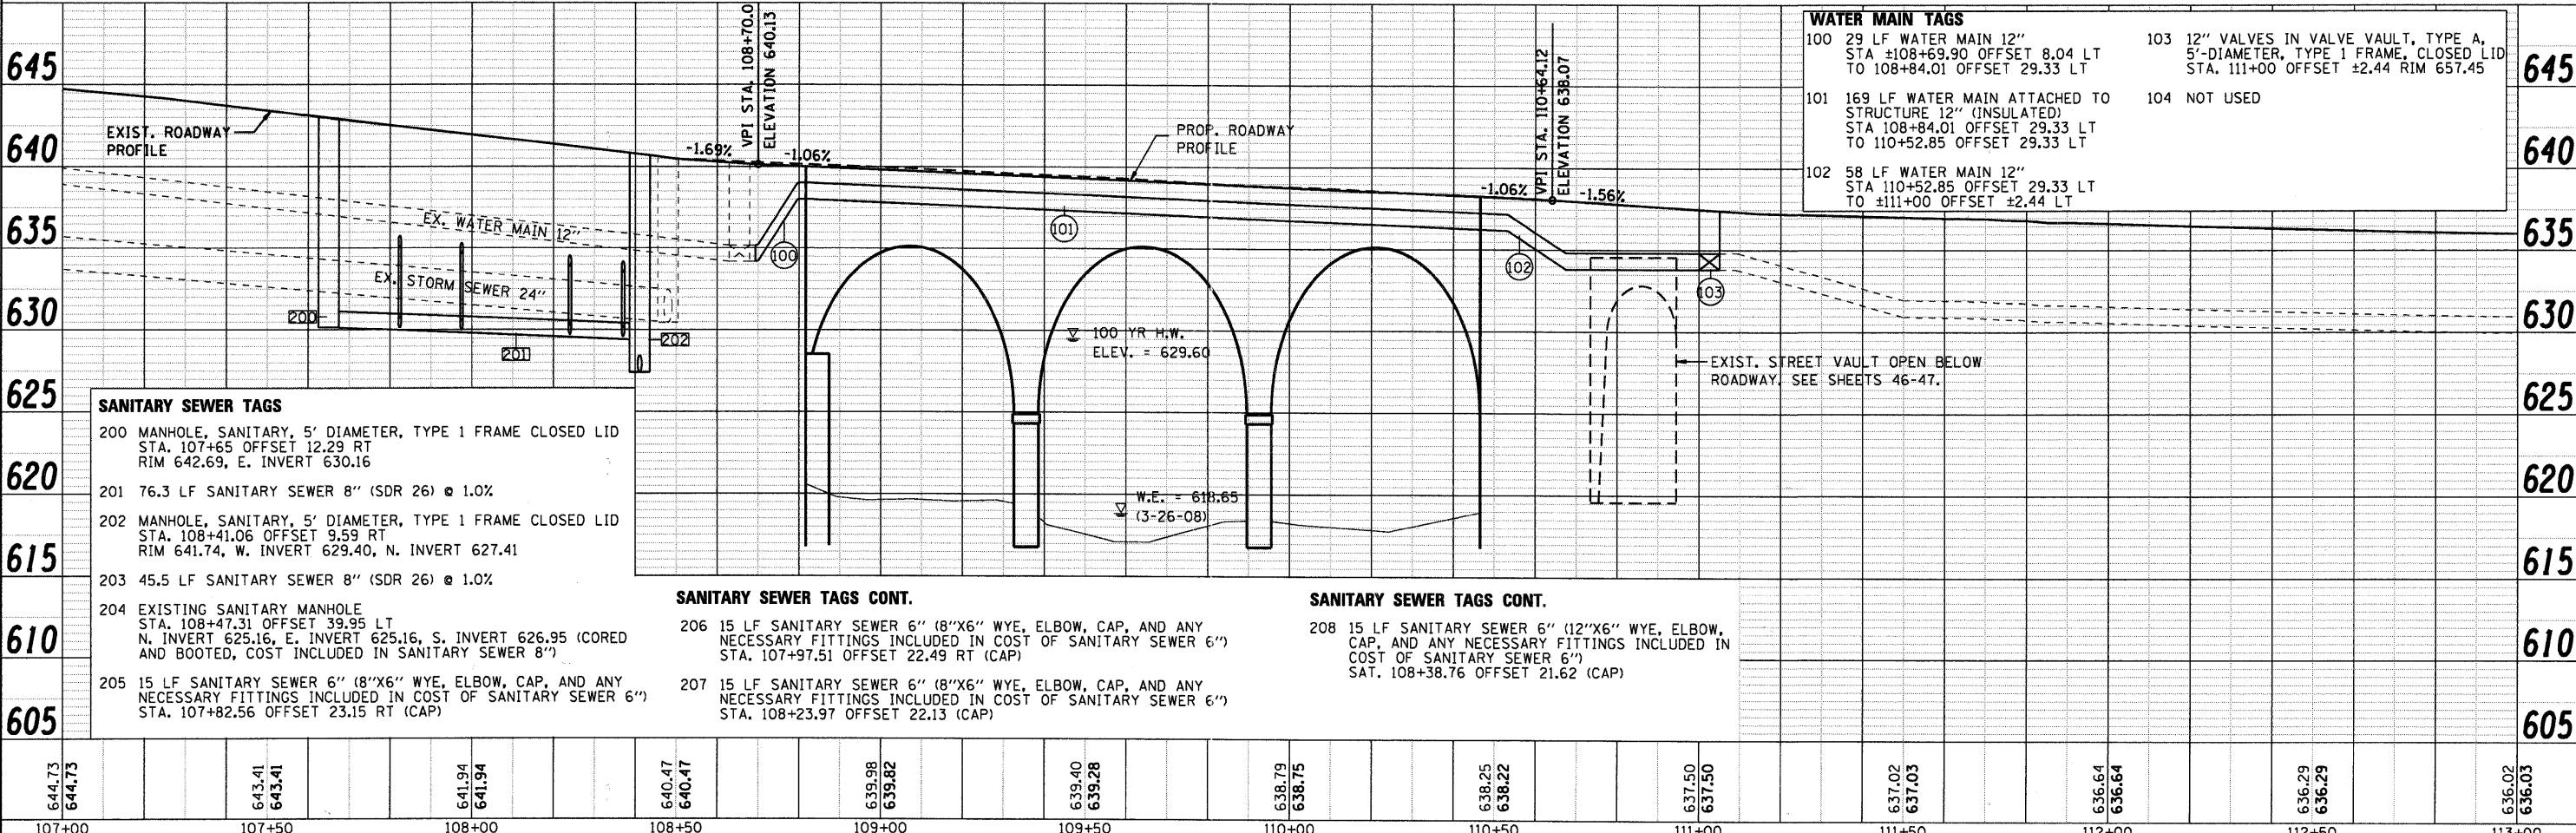 WATER MAIN TAGS
100 29 LF WATER MAIN 12"
STA ±108+69.90 OFFSET 8.04 LT
TO 108+84.01 OFFSET 29.33 LT
101 169 LF WATER MAIN ATTACHED TO
STRUCTURE 12" (INSULATED)
STA 108+84.01 OFFSET 29.33 LT
TO 110+52.85 OFFSET 29.33 LT
102 58 LF WATER MAIN 12"
STA 110+52.85 OFFSET 29.33 LT
TO ±111+00 OFFSET ±2.44 LT
103 12" VALVES IN VALVE VAULT, TYPE A,
5'-DIAMETER, TYPE 1 FRAME, CLOSED LID
STA. 111+00 OFFSET ±2.44 RIM 657.45
104 NOT USED
645
640
635
630
625
620
615
610
605
645
640
635
630
625
620
615
610
605
EXIST. ROADWAY
PROFILE
-1.69%
VPI STA. 108+70.0
ELEVATION 640.13
-1.06%
PROP. ROADWAY
PROFILE
-1.06%
VPI STA. 110+64.12
ELEVATION 638.07
-1.56%
EX. WATER MAIN 12"
EX. STORM SEWER 24"
100
101
102
103
200
201
202
100 YR H.W.
ELEV. = 629.60
W.E. = 618.65
(3-26-08)
EXIST. STREET VAULT OPEN BELOW
ROADWAY. SEE SHEETS 46-47.
SANITARY SEWER TAGS
200 MANHOLE, SANITARY, 5' DIAMETER, TYPE 1 FRAME CLOSED LID
STA. 107+65 OFFSET 12.29 RT
RIM 642.69, E. INVERT 630.16
201 76.3 LF SANITARY SEWER 8" (SDR 26) @ 1.0%
202 MANHOLE, SANITARY, 5' DIAMETER, TYPE 1 FRAME CLOSED LID
STA. 108+41.06 OFFSET 9.59 RT
RIM 641.74, W. INVERT 629.40, N. INVERT 627.41
203 45.5 LF SANITARY SEWER 8" (SDR 26) @ 1.0%
204 EXISTING SANITARY MANHOLE
STA. 108+47.31 OFFSET 39.95 LT
N. INVERT 625.16, E. INVERT 625.16, S. INVERT 626.95 (CORED
AND BOOTED, COST INCLUDED IN SANITARY SEWER 8")
205 15 LF SANITARY SEWER 6" (8"X6" WYE, ELBOW, CAP, AND ANY
NECESSARY FITTINGS INCLUDED IN COST OF SANITARY SEWER 6")
STA. 107+82.56 OFFSET 23.15 RT (CAP)
SANITARY SEWER TAGS CONT.
206 15 LF SANITARY SEWER 6" (8"X6" WYE, ELBOW, CAP, AND ANY
NECESSARY FITTINGS INCLUDED IN COST OF SANITARY SEWER 6")
STA. 107+97.51 OFFSET 22.49 RT (CAP)
207 15 LF SANITARY SEWER 6" (8"X6" WYE, ELBOW, CAP, AND ANY
NECESSARY FITTINGS INCLUDED IN COST OF SANITARY SEWER 6")
STA. 108+23.97 OFFSET 22.13 (CAP)
SANITARY SEWER TAGS CONT.
208 15 LF SANITARY SEWER 6" (12"X6" WYE, ELBOW,
CAP, AND ANY NECESSARY FITTINGS INCLUDED IN
COST OF SANITARY SEWER 6")
SAT. 108+38.76 OFFSET 21.62 (CAP)
644.73
644.73
643.41
643.41
641.94
641.94
640.47
640.47
639.98
639.82
639.40
639.28
638.79
638.75
638.25
638.22
637.50
637.50
637.02
637.03
636.64
636.64
636.29
636.29
636.02
636.03
107+00 107+50 108+00 108+50 109+00 109+50 110+00 110+50 111+00 111+50 112+00 112+50 113+00